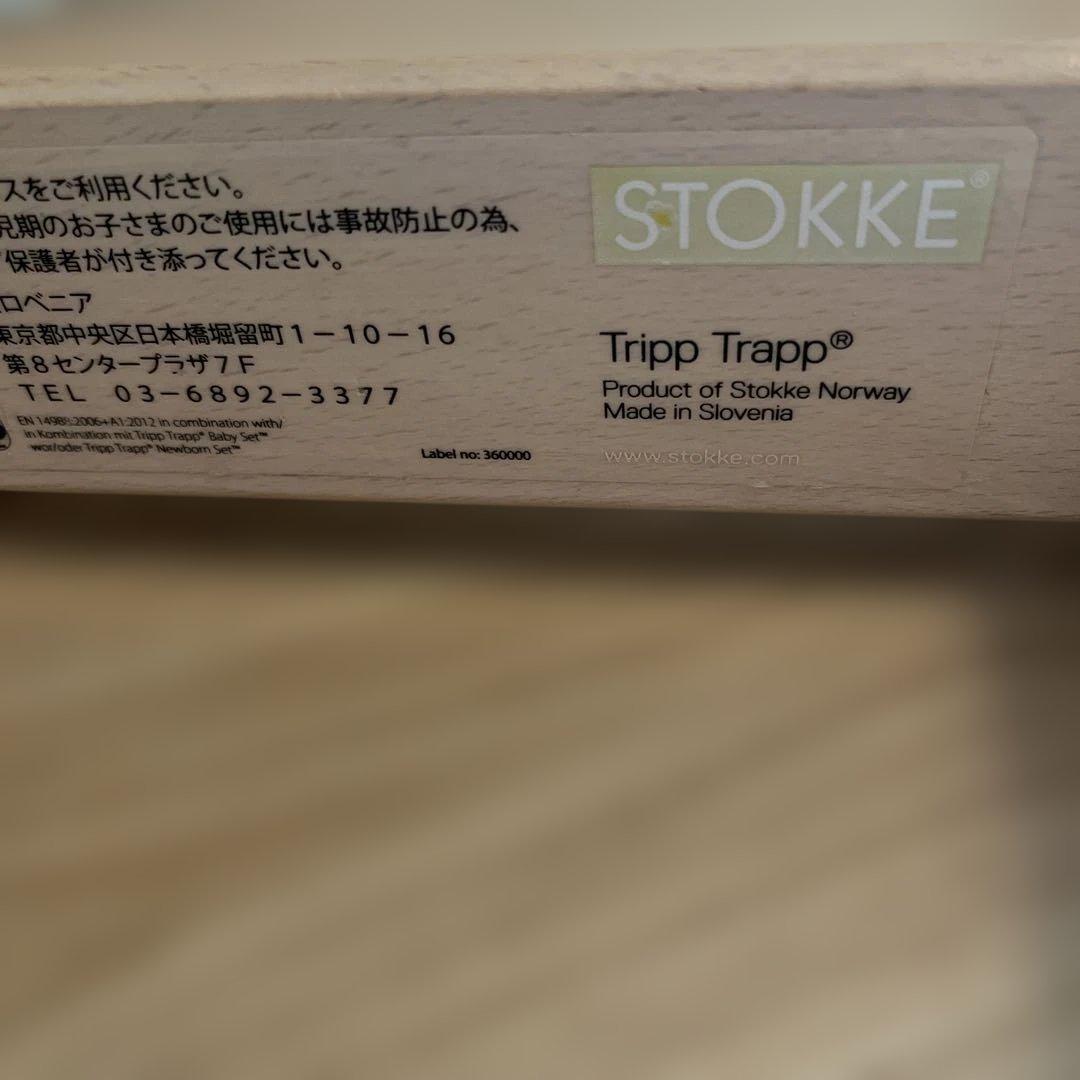 スをご利用ください。
児期のお子さまのご使用には事故防止の為、
保護者が付き添ってください。
ロベニア
東京都中央区日本橋堀留町1－10－16
第8センタープラザ7F
TEL 03－6892－3377
EN 14988:2006+A1:2012 in combination with/
in Kombination mit Tripp Trapp® Baby Set™
wor/oder Tripp Trapp® Newborn Set™
Label no: 360000
STOKKE®
Tripp Trapp®
Product of Stokke Norway
Made in Slovenia
www.stokke.com